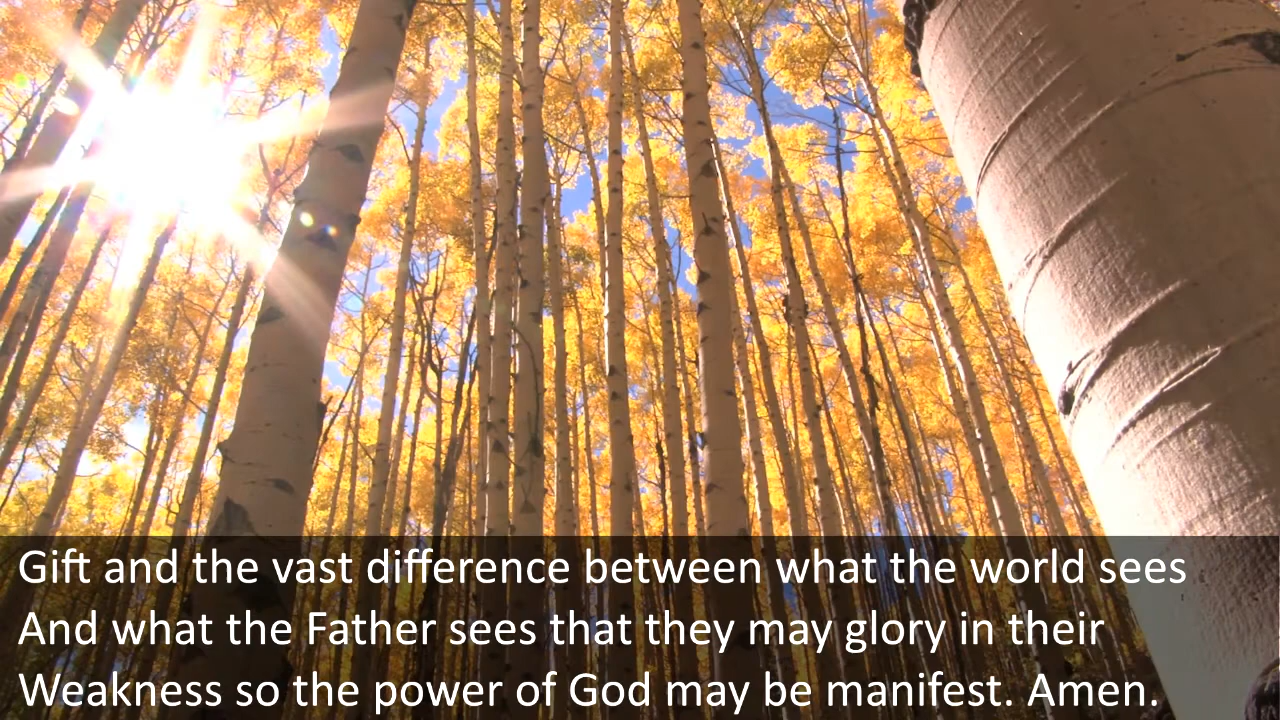 Gift and the vast difference between what the world sees
And what the Father sees that they may glory in their
Weakness so the power of God may be manifest. Amen.